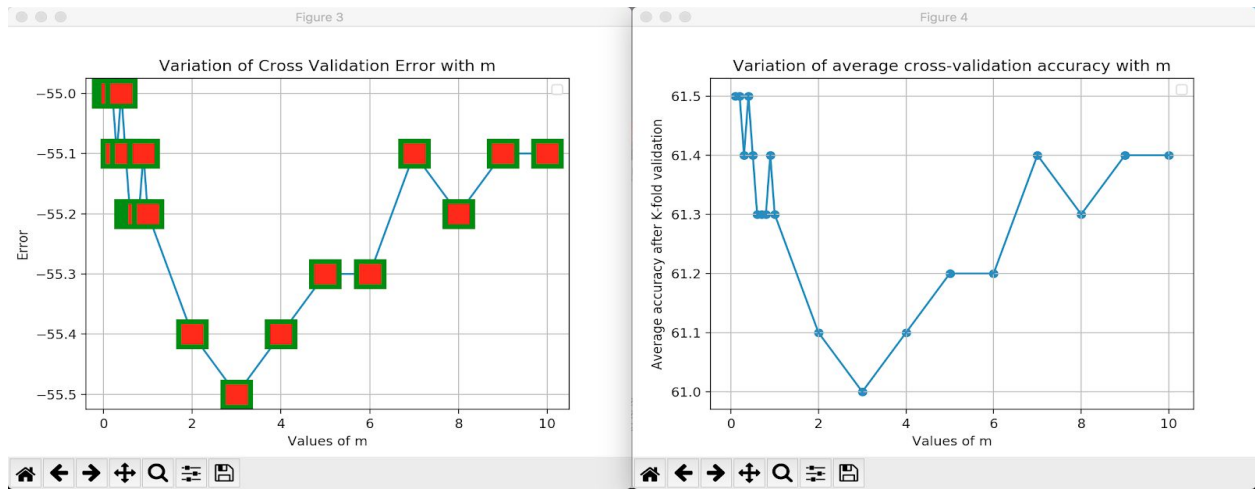 Figure 3
Variation of Cross Validation Error with m
Error
−55.0
−55.1
−55.2
−55.3
−55.4
−55.5
0 2 4 6 8 10
Values of m
Figure 4
Variation of average cross-validation accuracy with m
Average accuracy after K-fold validation
61.5
61.4
61.3
61.2
61.1
61.0
0 2 4 6 8 10
Values of m